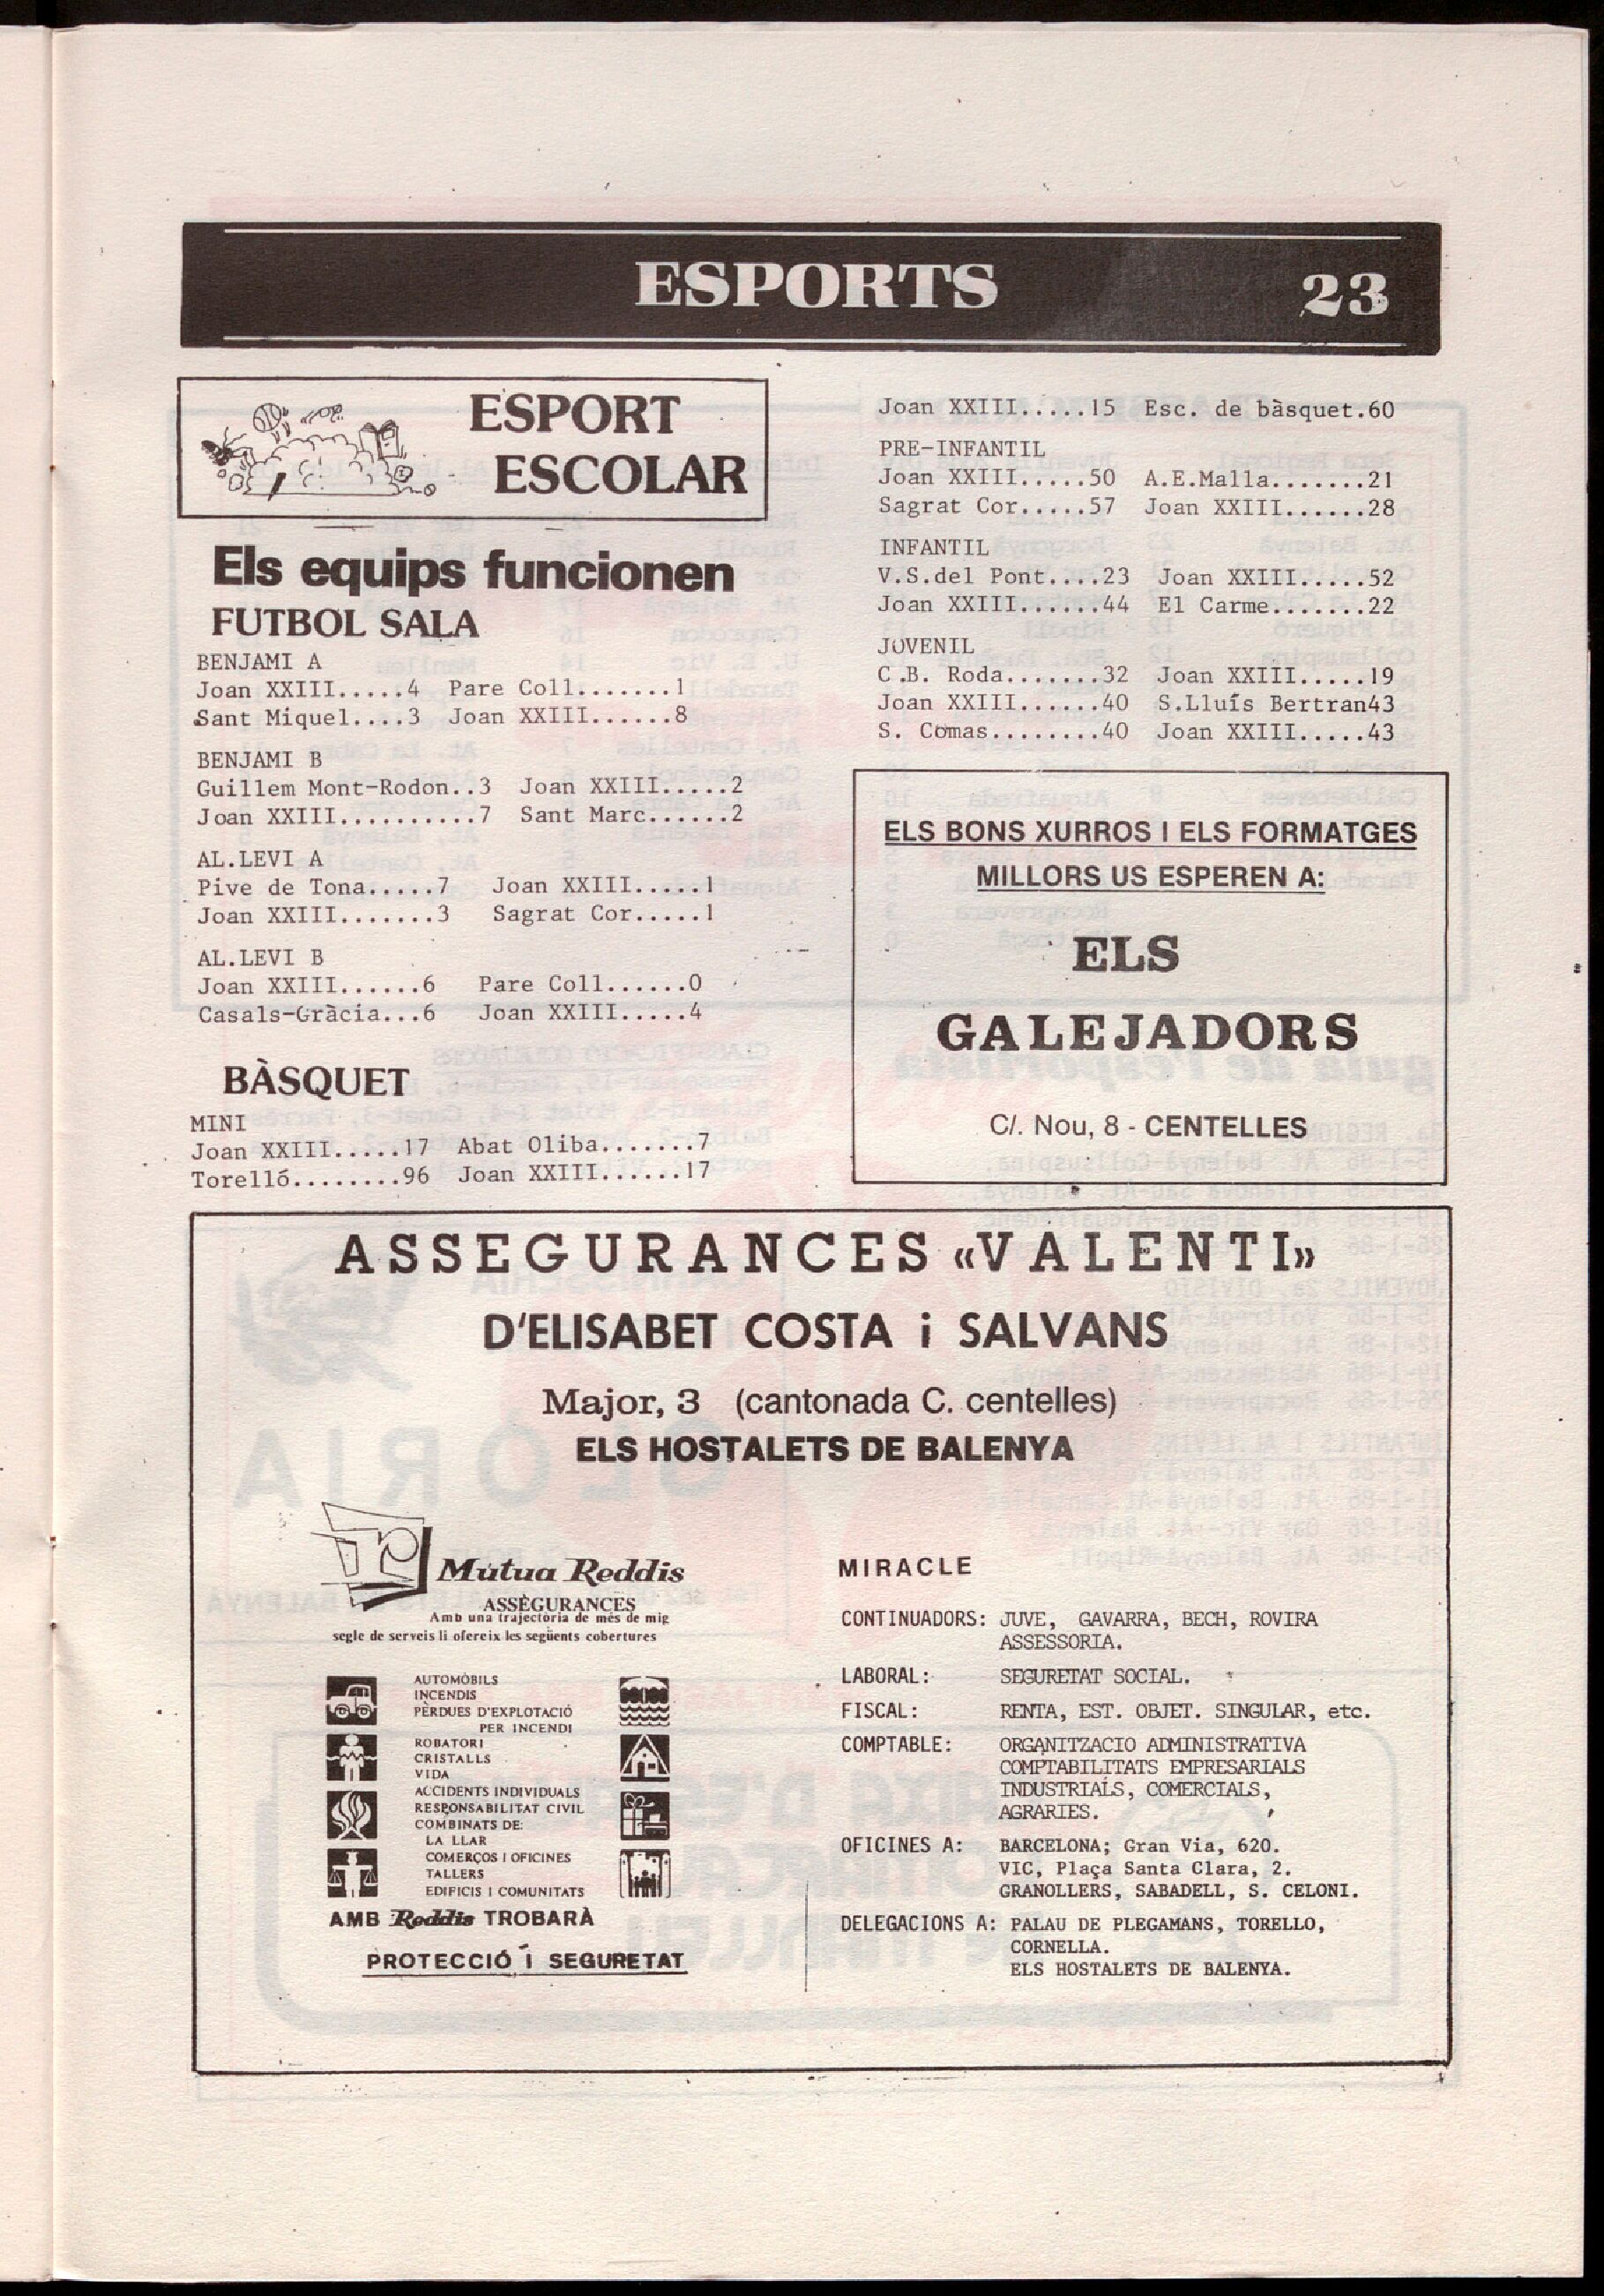 ESPORTS 23
ESPORT
ESCOLAR
Els equips funcionen
FUTBOL SALA
BENJAMI A
Joan XXIII.....4 Pare Coll.......1
Sant Miquel....3 Joan XXIII......8
BENJAMI B
Guillem Mont-Rodon..3 Joan XXIII.....2
Joan XXIII..........7 Sant Marc......2
AL.LEVI A
Pive de Tona.....7 Joan XXIII.....1
Joan XXIII.......3 Sagrat Cor.....1
AL.LEVI B
Joan XXIII......6 Pare Coll......0
Casals-Gràcia...6 Joan XXIII.....4
BÀSQUET
MINI
Joan XXIII.....17 Abat Oliba.......7
Torelló........96 Joan XXIII......17
Joan XXIII.....15 Esc. de bàsquet.60
PRE-INFANTIL
Joan XXIII.....50 A.E.Malla.......21
Sagrat Cor.....57 Joan XXIII......28
INFANTIL
V.S.del Pont....23 Joan XXIII.....52
Joan XXIII......44 El Carme.......22
JOVENIL
C.B. Roda.......32 Joan XXIII.....19
Joan XXIII......40 S.Lluís Bertran43
S. Comas........40 Joan XXIII.....43
ELS BONS XURROS I ELS FORMATGES
MILLORS US ESPEREN A:
ELS
GALEJADORS
C/. Nou, 8 - CENTELLES
ASSEGURANCES «VALENTI»
D'ELISABET COSTA i SALVANS
Major, 3 (cantonada C. centelles)
ELS HOSTALETS DE BALENYA
Mútua Reddis
ASSEGURANCES
Amb una trajectòria de més de mig
segle de serveis li ofereix les següents cobertures
AUTOMÒBILS
INCENDIS
PÈRDUES D'EXPLOTACIÓ
PER INCENDI
ROBATORI
CRISTALLS
VIDA
ACCIDENTS INDIVIDUALS
RESPONSABILITAT CIVIL
COMBINATS DE:
LA LLAR
COMERÇOS I OFICINES
TALLERS
EDIFICIS I COMUNITATS
AMB Reddis TROBARÀ
PROTECCIÓ I SEGURETAT
MIRACLE
CONTINUADORS: JUVE, GAVARRA, BECH, ROVIRA
ASSESSORIA.
LABORAL: SEGURETAT SOCIAL.
FISCAL: RENTA, EST. OBJET. SINGULAR, etc.
COMPTABLE: ORGANITZACIO ADMINISTRATIVA
COMPTABILITATS EMPRESARIALS
INDUSTRIALS, COMERCIALS,
AGRARIES.
OFICINES A: BARCELONA; Gran Via, 620.
VIC, Plaça Santa Clara, 2.
GRANOLLERS, SABADELL, S. CELONI.
DELEGACIONS A: PALAU DE PLEGAMANS, TORELLO,
CORNELLA.
ELS HOSTALETS DE BALENYA.